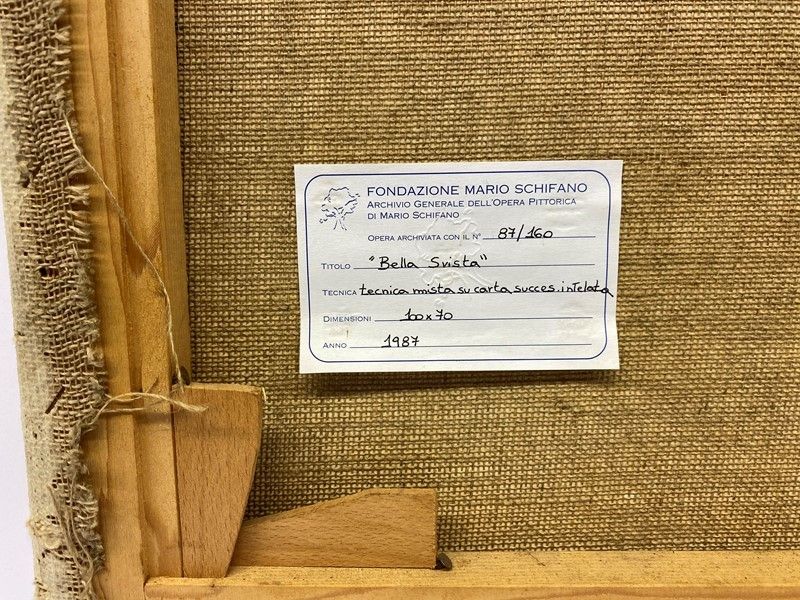 FONDAZIONE MARIO SCHIFANO
ARCHIVIO GENERALE DELL'OPERA PITTORICA
DI MARIO SCHIFANO
OPERA ARCHIVIATA CON IL N° 87/160
TITOLO "Bella Svista"
TECNICA tecnica mista su carta succes. inTelata
DIMENSIONI 100x70
ANNO 1987